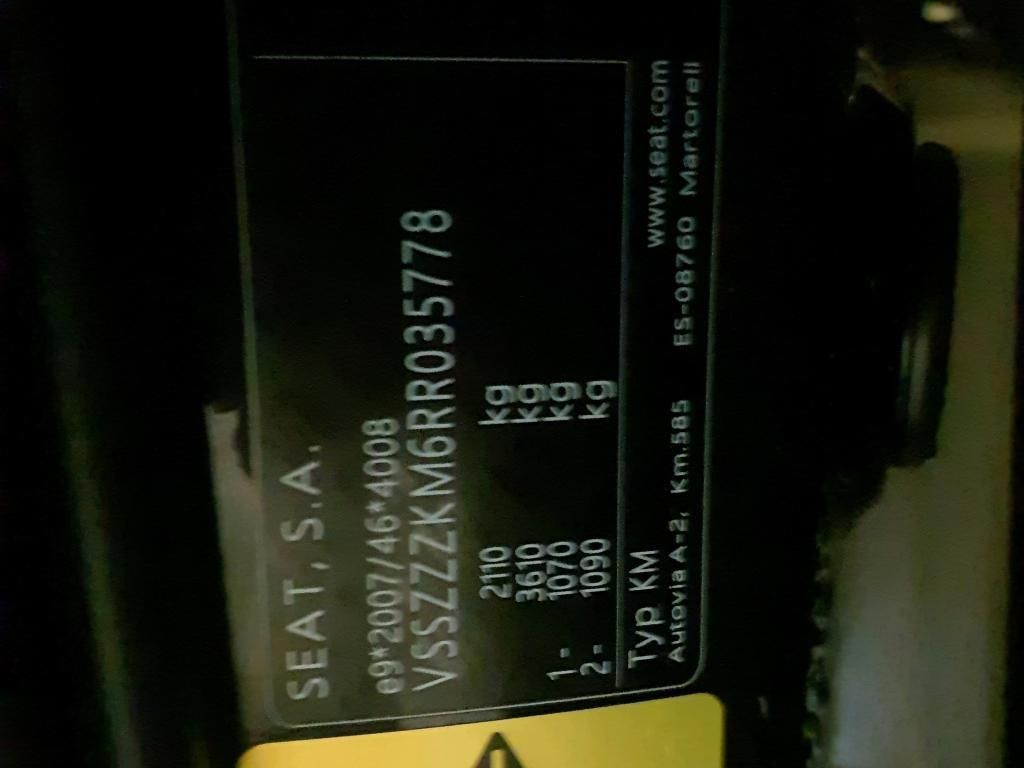 SEAT, S.A.
e9*2007/46*4008
VSSZZZKM6RR035778
2110 kg
3610 kg
1- 1070 kg
2- 1090 kg
Typ KM www.seat.com
Autovia A-2, Km.585 ES-08760 Martorell